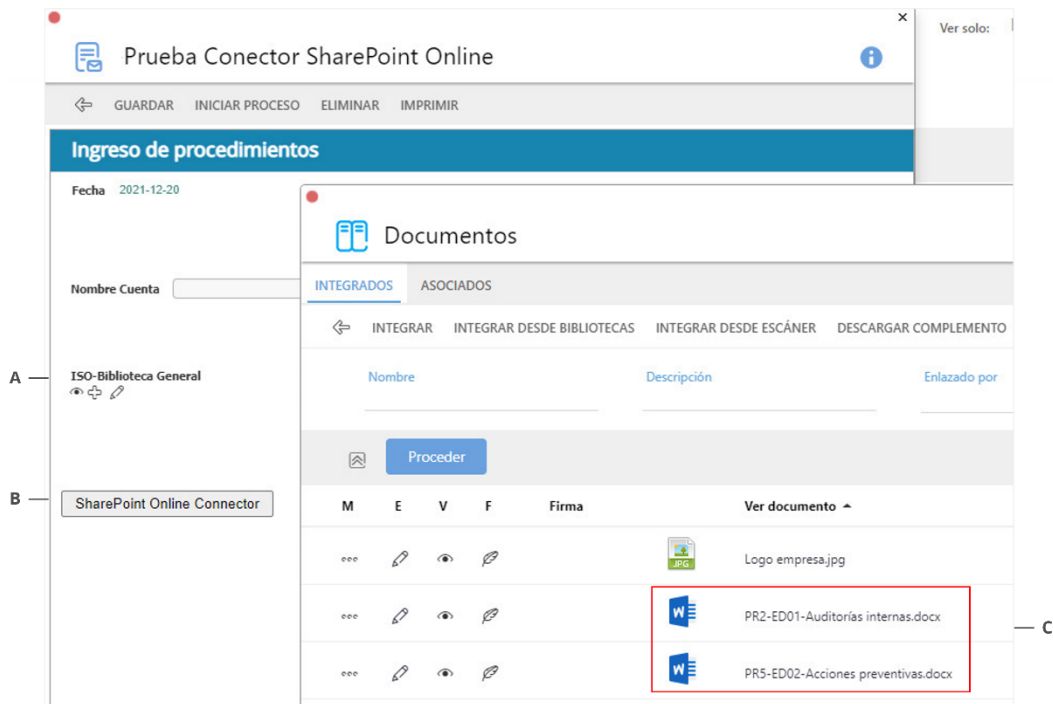 ×
Ver solo:
Prueba Conector SharePoint Online
GUARDAR INICIAR PROCESO ELIMINAR IMPRIMIR
Ingreso de procedimientos
Fecha 2021-12-20
Documentos
INTEGRADOS ASOCIADOS
Nombre Cuenta
INTEGRAR INTEGRAR DESDE BIBLIOTECAS INTEGRAR DESDE ESCÁNER DESCARGAR COMPLEMENTO
A
ISO-Biblioteca General
Nombre Descripción Enlazado por
Proceder
B
SharePoint Online Connector
M E V F Firma Ver documento
JPG Logo empresa.jpg
W PR2-ED01-Auditorías internas.docx
C
W PR5-ED02-Acciones preventivas.docx